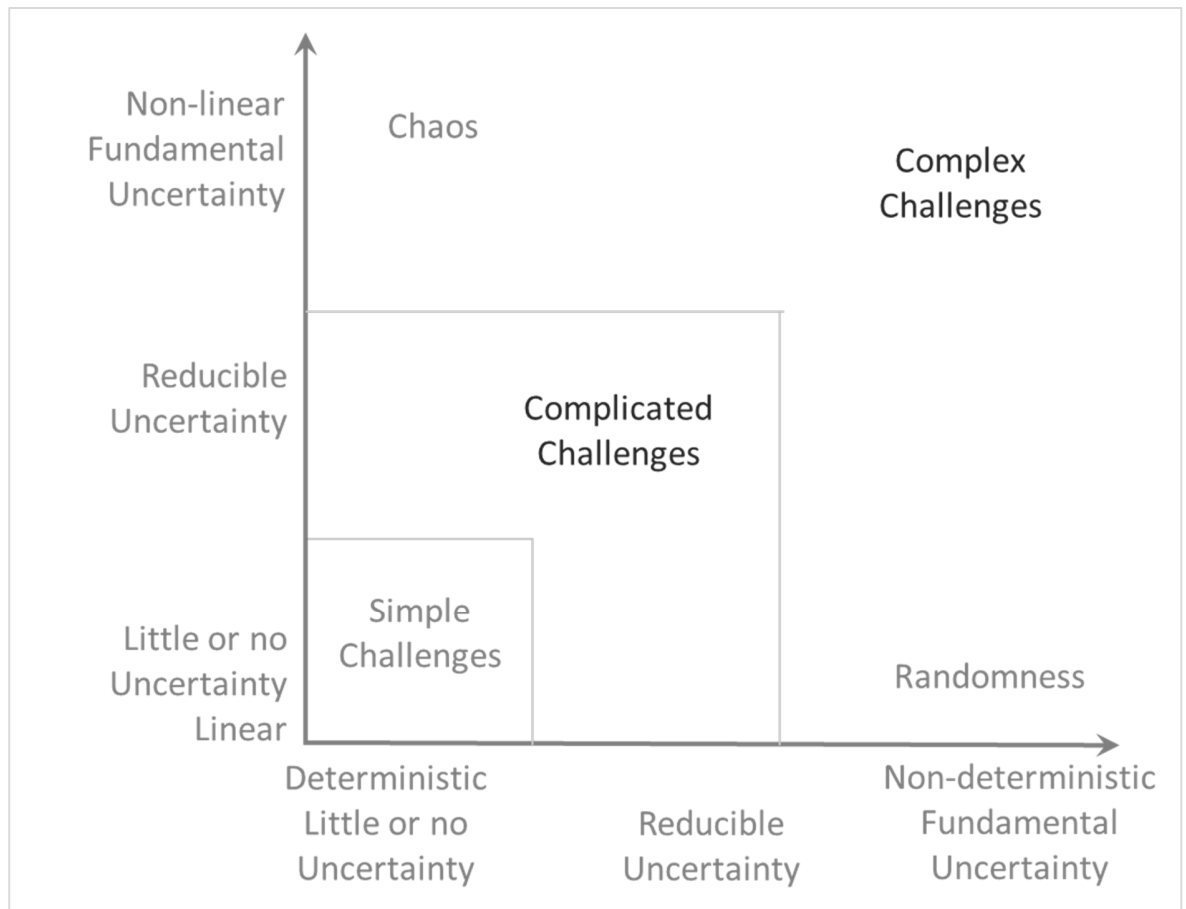 Non-linear
Fundamental
Uncertainty
Chaos
Complex
Challenges
Reducible
Uncertainty
Complicated
Challenges
Simple
Challenges
Little or no
Uncertainty
Linear
Randomness
Deterministic
Little or no
Uncertainty
Reducible
Uncertainty
Non-deterministic
Fundamental
Uncertainty